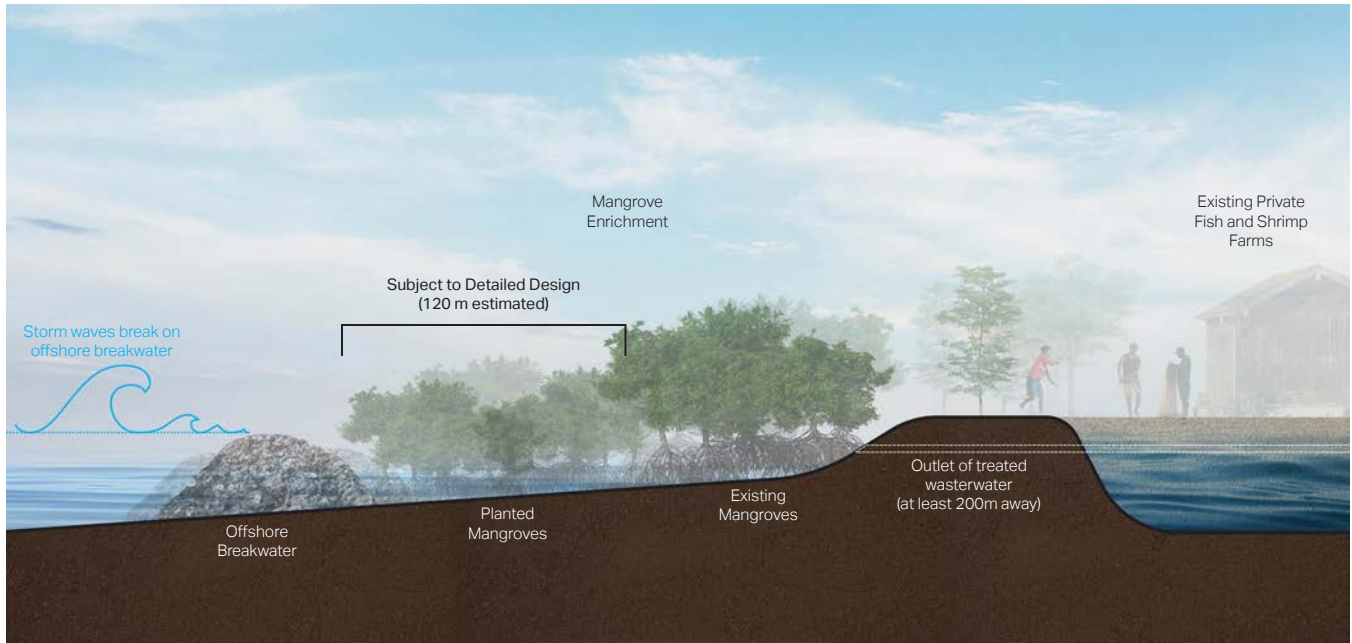 Mangrove
Enrichment
Existing Private
Fish and Shrimp
Farms
Subject to Detailed Design
(120 m estimated)
Storm waves break on
offshore breakwater
Outlet of treated
wasterwater
(at least 200m away)
Existing
Mangroves
Planted
Mangroves
Offshore
Breakwater